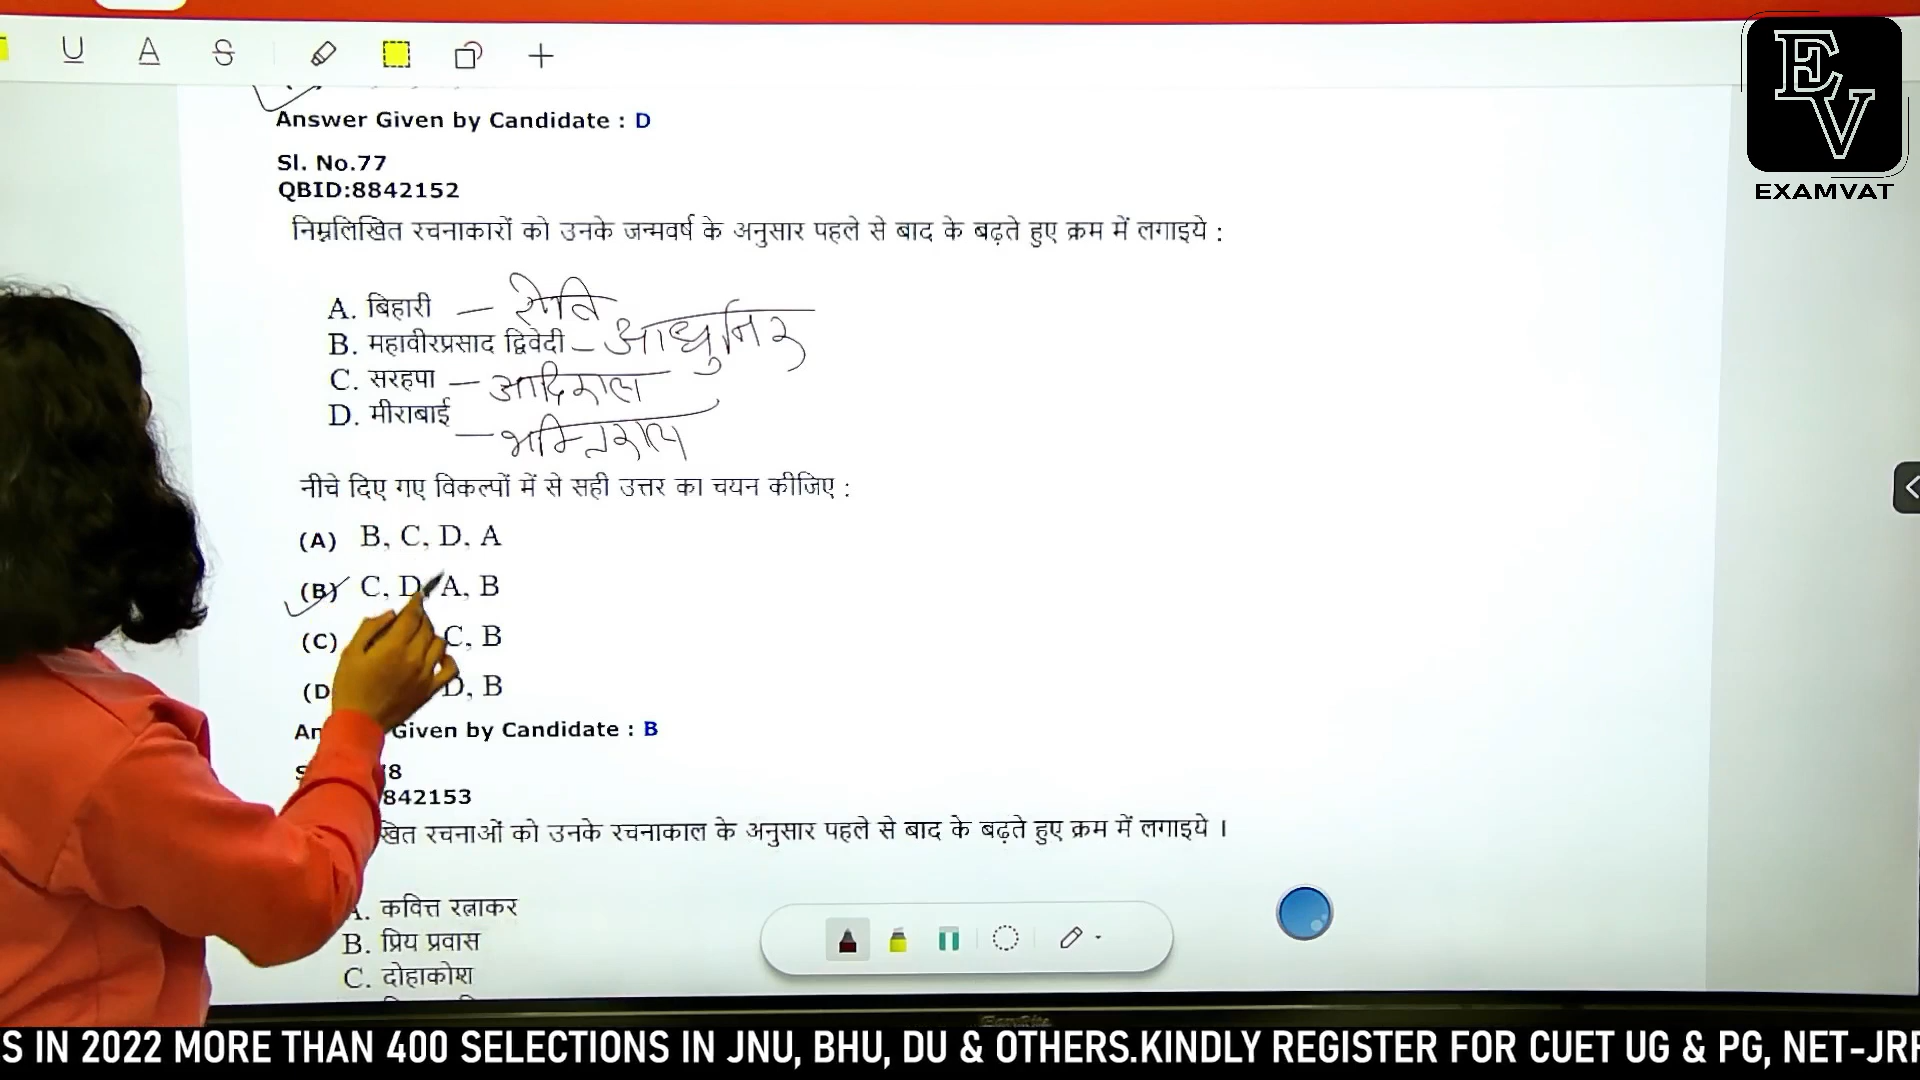 Answer Given by Candidate : D
Sl. No.77
QBID:8842152
निम्नलिखित रचनाकारों को उनके जन्मवर्ष के अनुसार पहले से बाद के बढ़ते हुए क्रम में लगाइये :
A. बिहारी — रीति
B. महावीरप्रसाद द्विवेदी – आधुनिक
C. सरहपा — आदिकाल
D. मीराबाई — भक्तिकाल
नीचे दिए गए विकल्पों में से सही उत्तर का चयन कीजिए :
(A) B, C, D, A
(B) C, D, A, B
(C) C, B
(D D, B
Given by Candidate : B
8
842153
रचनाओं को उनके रचनाकाल के अनुसार पहले से बाद के बढ़ते हुए क्रम में लगाइये ।
A. कवित्त रत्नाकर
B. प्रिय प्रवास
C. दोहाकोश
EV
EXAMVAT
S IN 2022 MORE THAN 400 SELECTIONS IN JNU, BHU, DU & OTHERS.KINDLY REGISTER FOR CUET UG & PG, NET-JRF